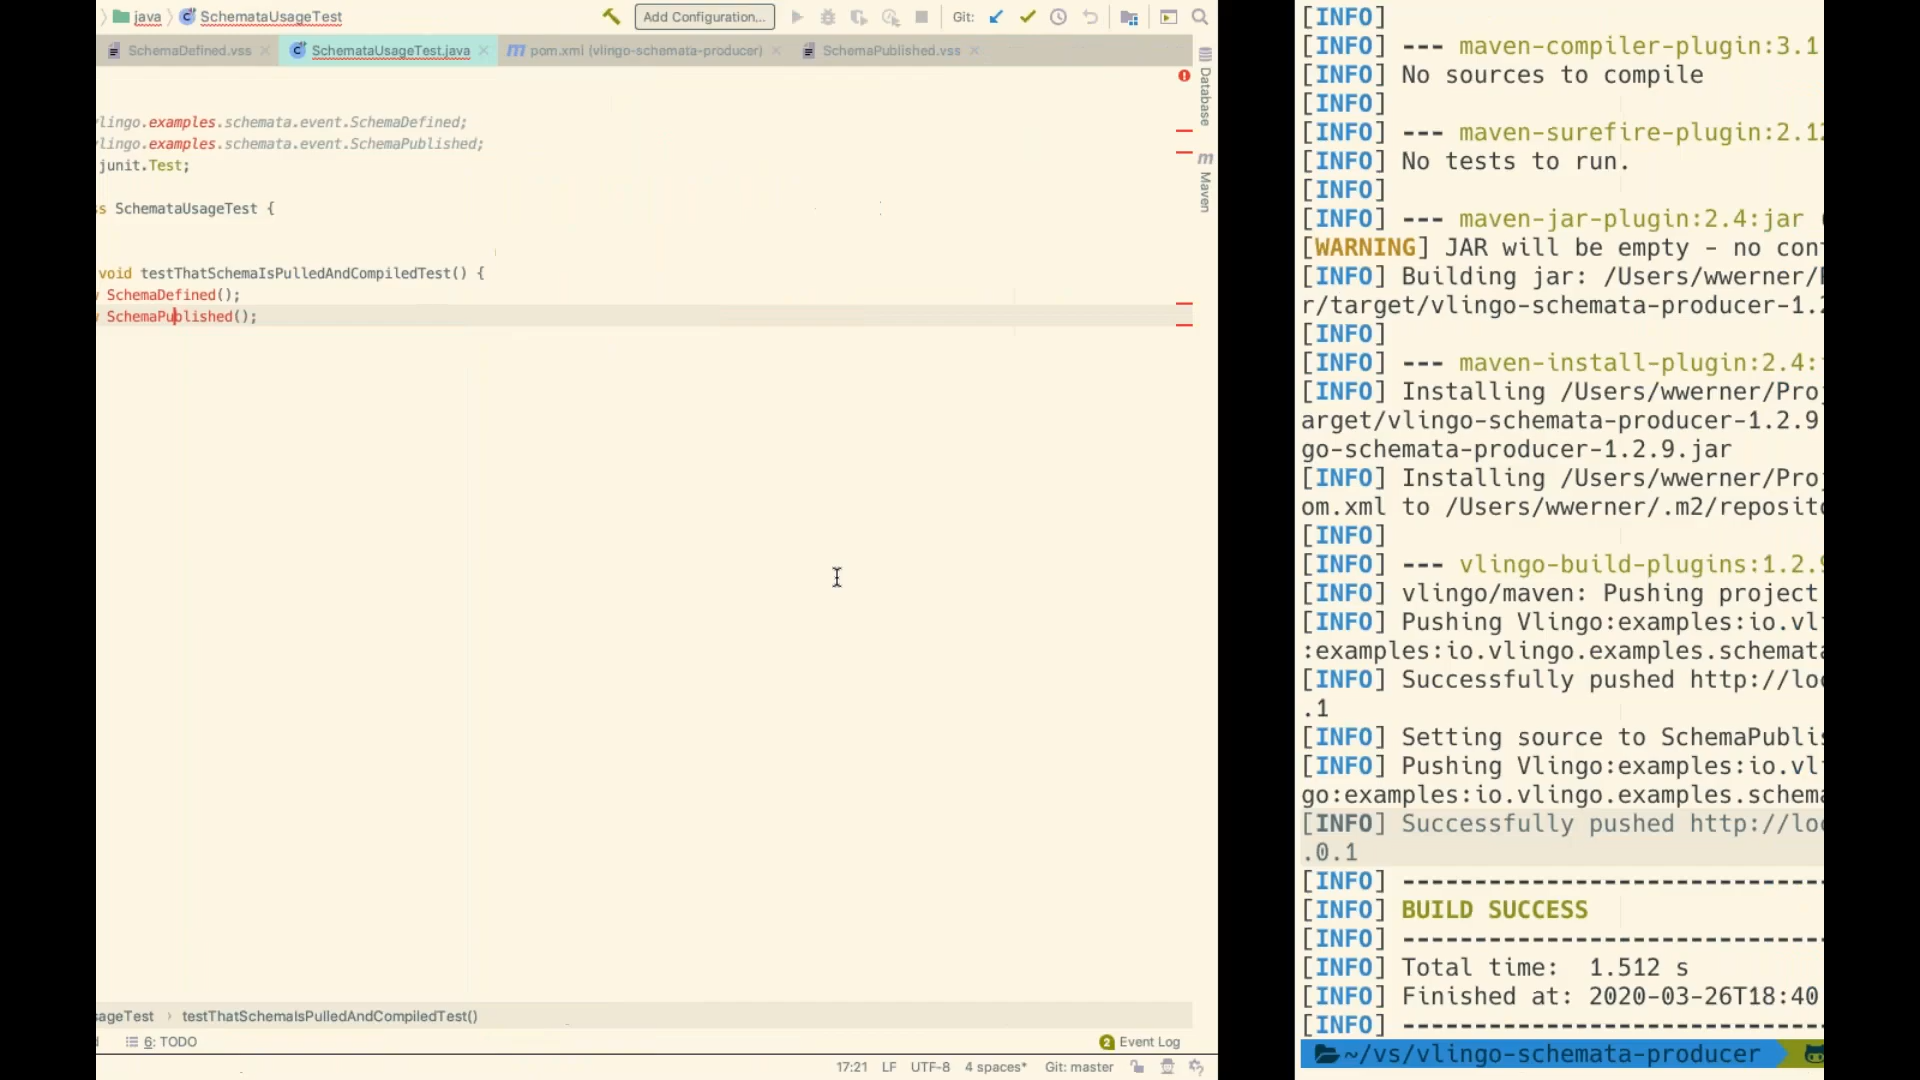 java SchemataUsageTest Add Configuration... Git:
SchemaDefined.vss SchemataUsageTest.java pom.xml (vlingo-schemata-producer) SchemaPublished.vss
Database
Maven
lingo.examples.schemata.event.SchemaDefined;
lingo.examples.schemata.event.SchemaPublished;
junit.Test;
s SchemataUsageTest {
void testThatSchemaIsPulledAndCompiledTest() {
SchemaDefined();
SchemaPublished();
ageTest testThatSchemaIsPulledAndCompiledTest()
6: TODO
2 Event Log
17:21 LF UTF-8 4 spaces* Git: master
[INFO]
[INFO] --- maven-compiler-plugin:3.1
[INFO] No sources to compile
[INFO]
[INFO] --- maven-surefire-plugin:2.12
[INFO] No tests to run.
[INFO]
[INFO] --- maven-jar-plugin:2.4:jar
[WARNING] JAR will be empty - no con
[INFO] Building jar: /Users/wwerner/
r/target/vlingo-schemata-producer-1.2
[INFO]
[INFO] --- maven-install-plugin:2.4:
[INFO] Installing /Users/wwerner/Pro
arget/vlingo-schemata-producer-1.2.9
go-schemata-producer-1.2.9.jar
[INFO] Installing /Users/wwerner/Pro
om.xml to /Users/wwerner/.m2/reposit
[INFO]
[INFO] --- vlingo-build-plugins:1.2.9
[INFO] vlingo/maven: Pushing project
[INFO] Pushing Vlingo:examples:io.vl
:examples:io.vlingo.examples.schemat
[INFO] Successfully pushed http://lo
.1
[INFO] Setting source to SchemaPublis
[INFO] Pushing Vlingo:examples:io.vl
go:examples:io.vlingo.examples.schem
[INFO] Successfully pushed http://lo
.0.1
[INFO] ------------------------------
[INFO] BUILD SUCCESS
[INFO] ------------------------------
[INFO] Total time: 1.512 s
[INFO] Finished at: 2020-03-26T18:40
[INFO] ------------------------------
~/vs/vlingo-schemata-producer